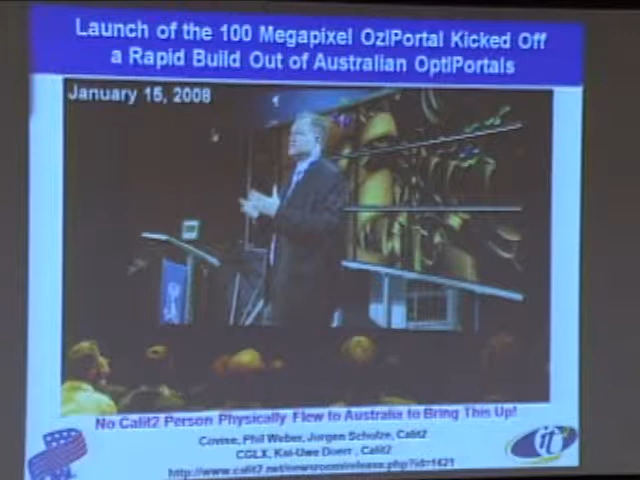 Launch of the 100 Megapixel OzIPortal Kicked Off
a Rapid Build Out of Australian OptIPortals
January 15, 2008
No Calit2 Person Physically Flew to Australia to Bring This Up!
Covise, Phil Weber, Jurgen Schulze, Calit2
CGLX, Kai-Uwe Doerr, Calit2
http://www.calit2.net/newsroom/release.php?id=1421
it2